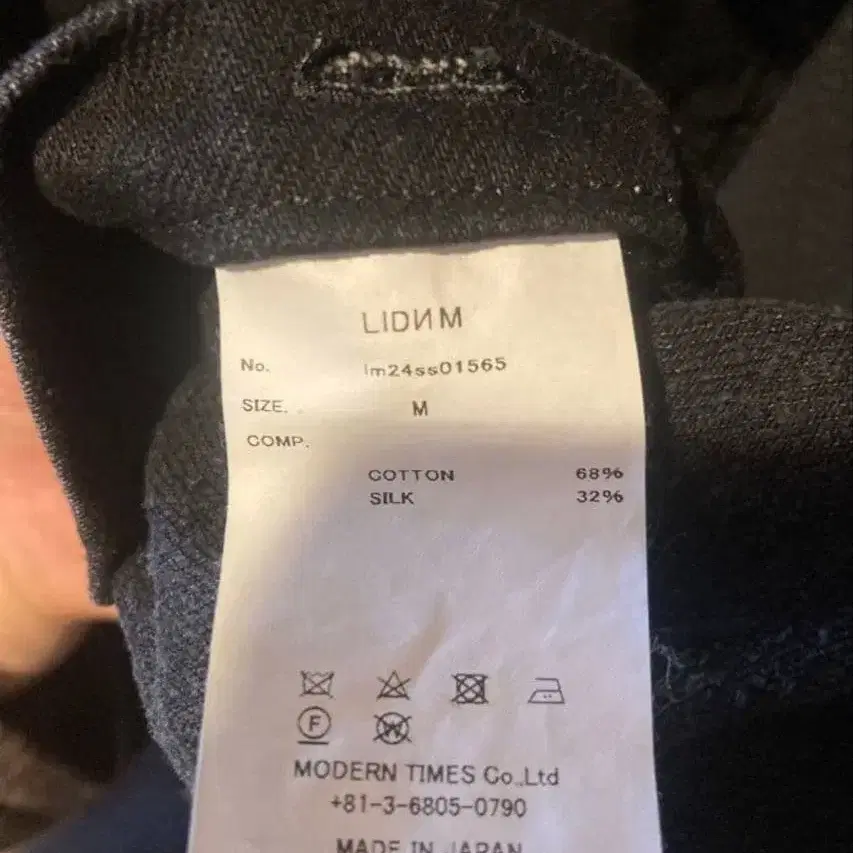 LIDИM
No. lm24ss01565
SIZE. M
COMP.
COTTON 68%
SILK 32%
F
W
MODERN TIMES Co.,Ltd
+81-3-6805-0790
MADE IN JAPAN